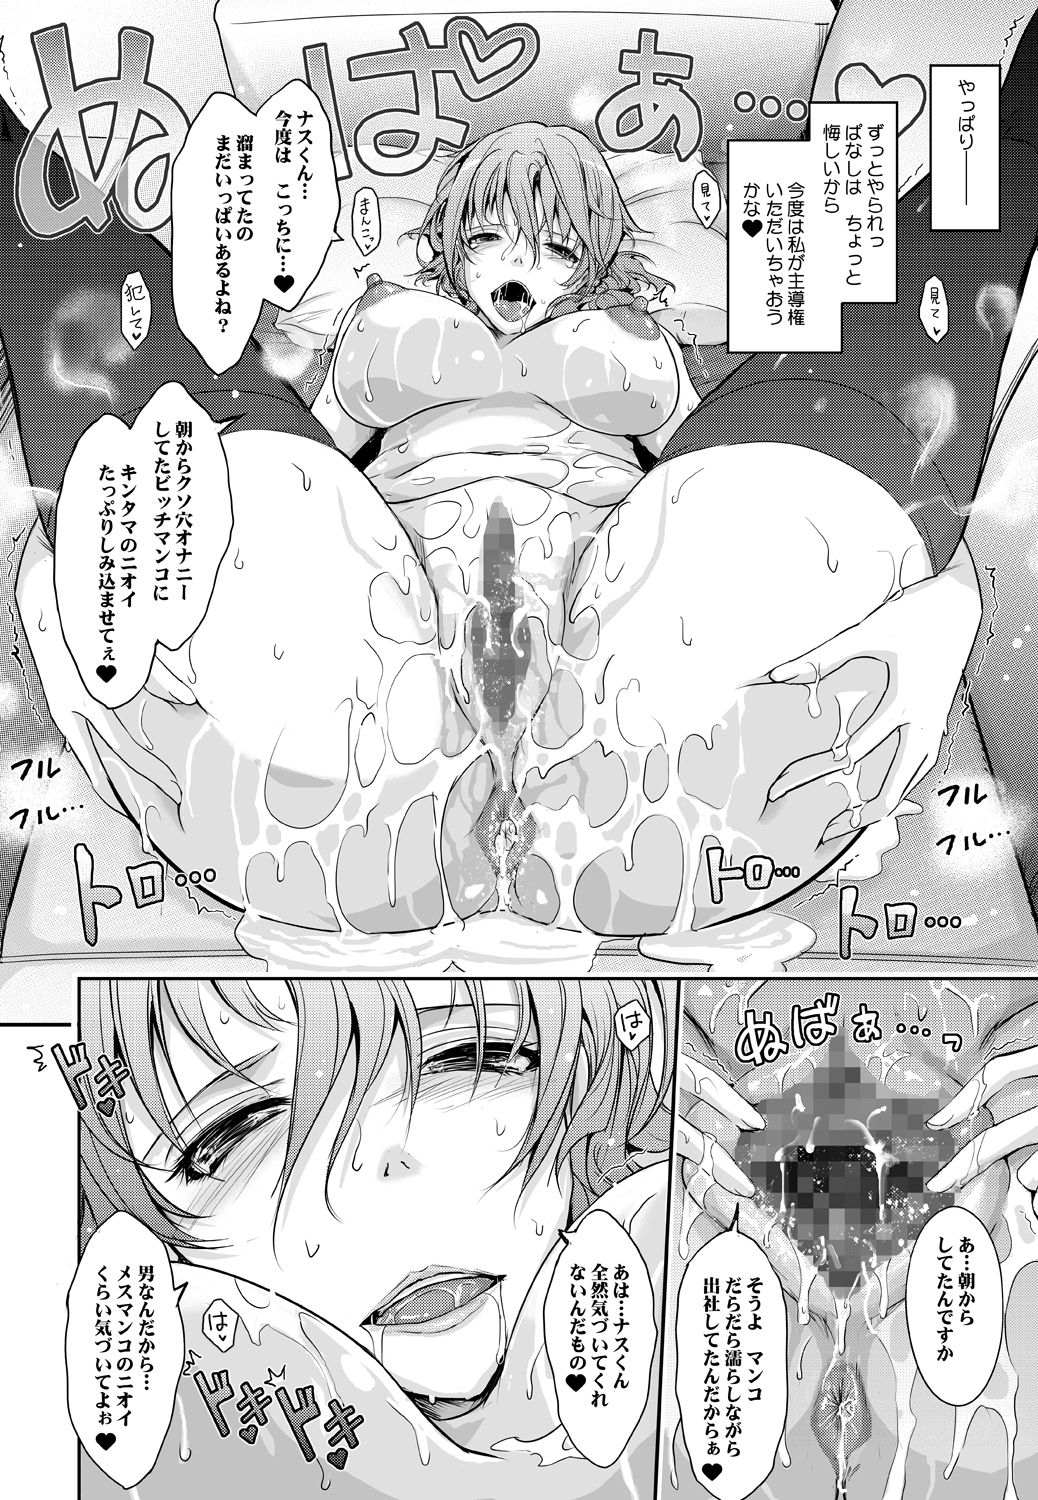 やっぱり――
ずっとやられっ
ぱなしは ちょっと
悔しいから
今度は私が主導権
いただいちゃおう
かな♥
ぬぱぁ…♥
見て♥
見て♥
まんこッ♥
犯して♥
ナスくん…
今度は こっちに…♥
溜まってたの
まだいっぱいあるよね?
朝からクソ穴オナニー
してたビッチマンコに
キンタマのニオイ
たっぷりしみ込ませてぇ
♥
フル
フル…
フル
フル…
トロ…
トロ…
トロ…
ぬばぁ…っ
あ…朝から
してたんですか
そうよ マンコ
だらだら濡らしながら
出社してたんだからぁ
♥
は♥
ドキ♥
あは…ナスくん
全然気づいてくれ
ないんだもの♥
男なんだから…
メスマンコのニオイ
くらい気づいてよぉ
♥
は♥
ドキ♥
ドキ♥